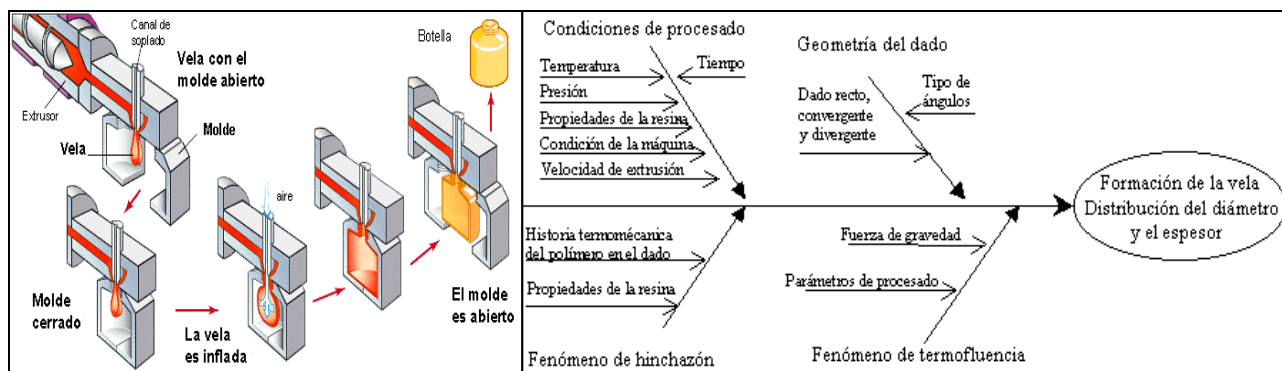 Canal de
soplado
Vela con el
molde abierto
Extrusor
Molde
Vela
Botella
aire
Molde
cerrado
La vela
es inflada
El molde
es abierto
Condiciones de procesado
Temperatura
Tiempo
Presión
Propiedades de la resina
Condición de la máquina
Velocidad de extrusión
Geometría del dado
Tipo de
ángulos
Dado recto,
convergente
y divergente
Formación de la vela
Distribución del diámetro
y el espesor
Historia termomécanica
del polímero en el dado
Propiedades de la resina
Fenómeno de hinchazón
Fuerza de gravedad
Parámetros de procesado
Fenómeno de termofluencia